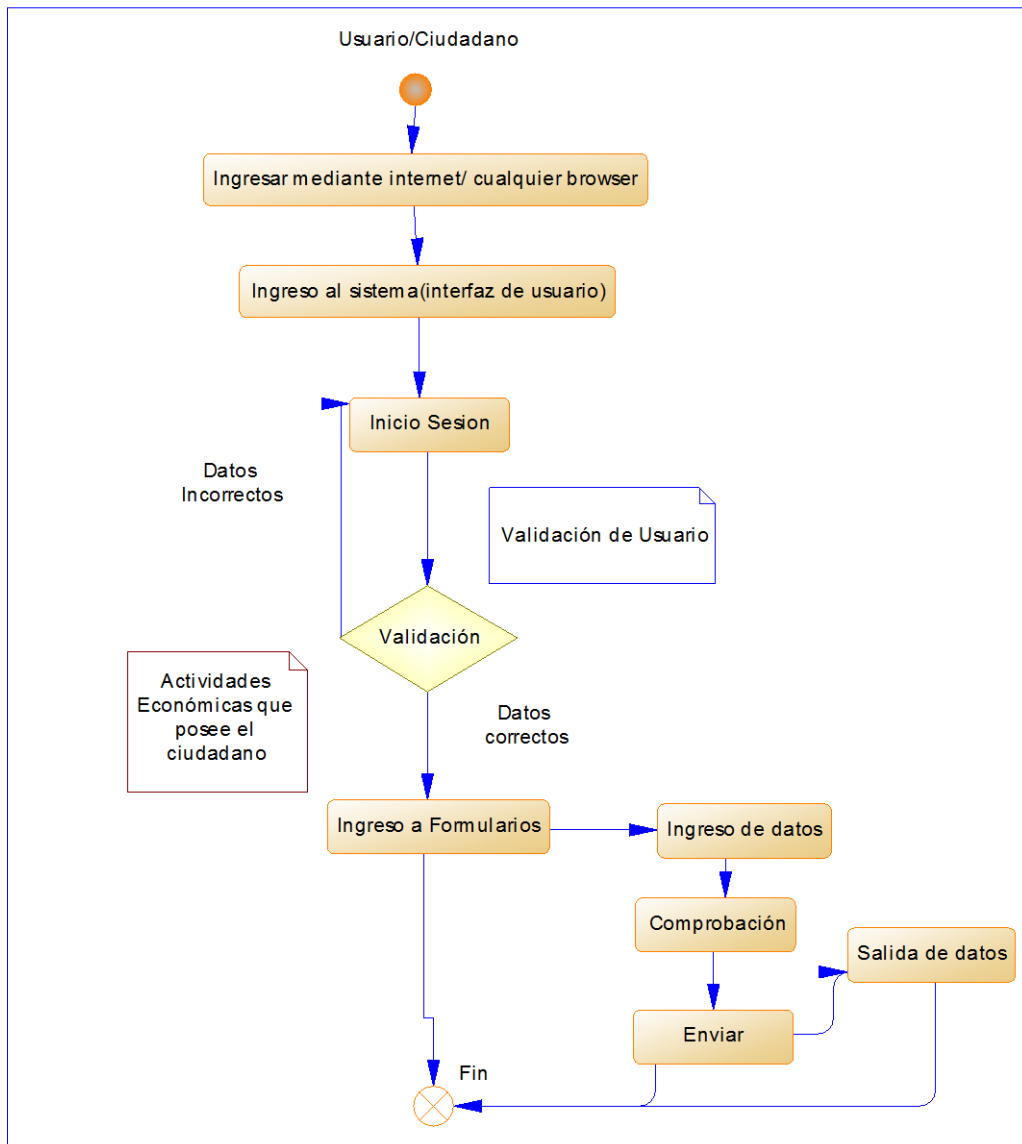 Usuario/Ciudadano
Ingresar mediante internet/ cualquier browser
Ingreso al sistema(interfaz de usuario)
Inicio Sesion
Datos
Incorrectos
Validación de Usuario
Validación
Actividades
Económicas que
posee el
ciudadano
Datos
correctos
Ingreso a Formularios
Ingreso de datos
Comprobación
Salida de datos
Enviar
Fin